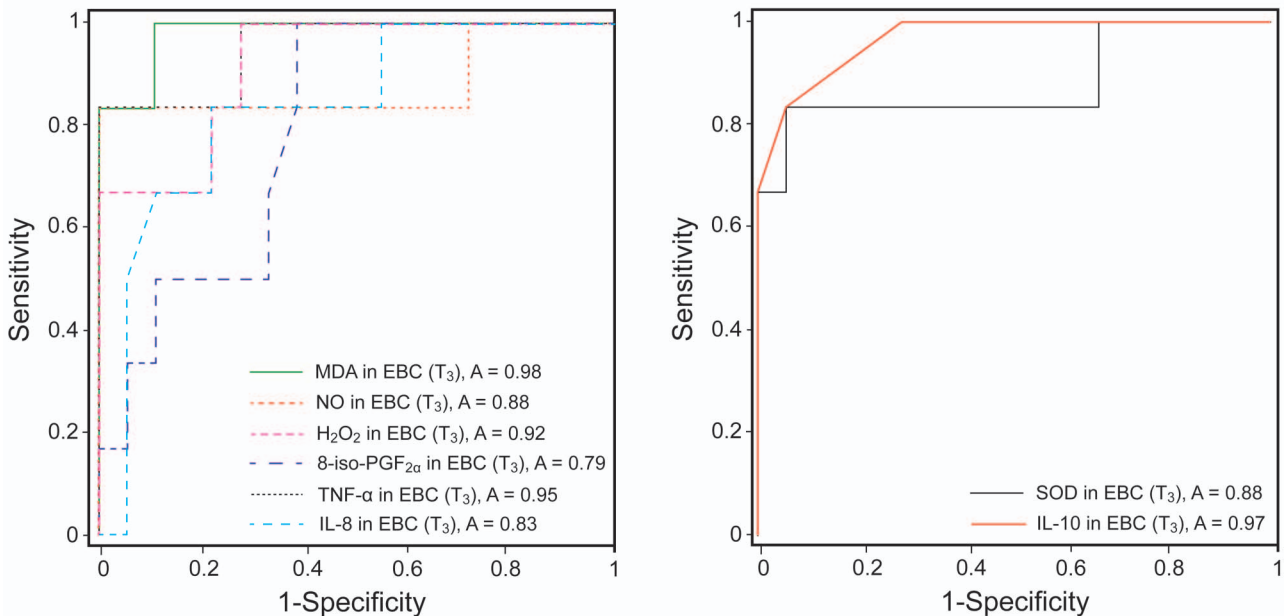 1
0.8
0.6
0.4
0.2
0
Sensitivity
MDA in EBC (T₃), A = 0.98
NO in EBC (T₃), A = 0.88
H₂O₂ in EBC (T₃), A = 0.92
8-iso-PGF₂α in EBC (T₃), A = 0.79
TNF-α in EBC (T₃), A = 0.95
IL-8 in EBC (T₃), A = 0.83
0 0.2 0.4 0.6 0.8 1
1-Specificity
1
0.8
0.6
0.4
0.2
0
Sensitivity
SOD in EBC (T₃), A = 0.88
IL-10 in EBC (T₃), A = 0.97
0 0.2 0.4 0.6 0.8 1
1-Specificity